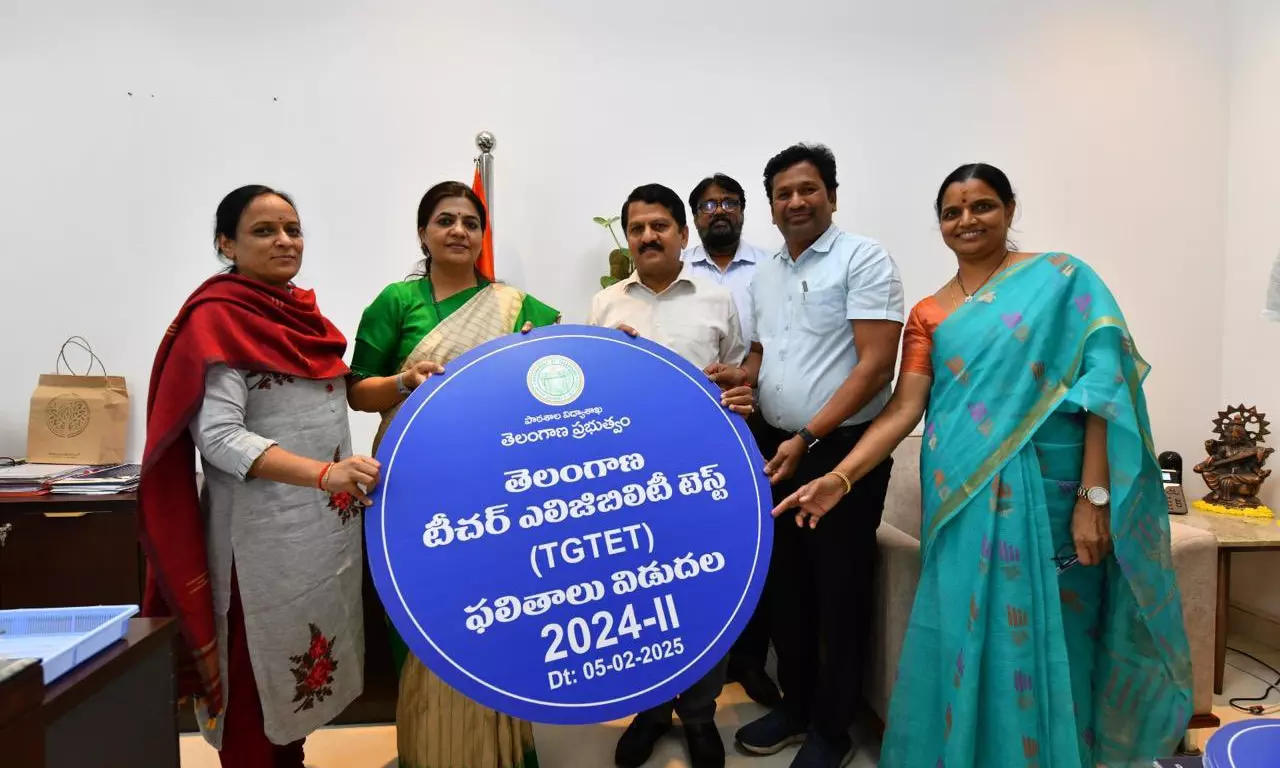 పాఠశాల విద్యాశాఖ
తెలంగాణ ప్రభుత్వం
తెలంగాణ
టీచర్ ఎలిజిబిలిటీ టెస్ట్
(TGTET)
ఫలితాలు విడుదల
2024-II
Dt: 05-02-2025